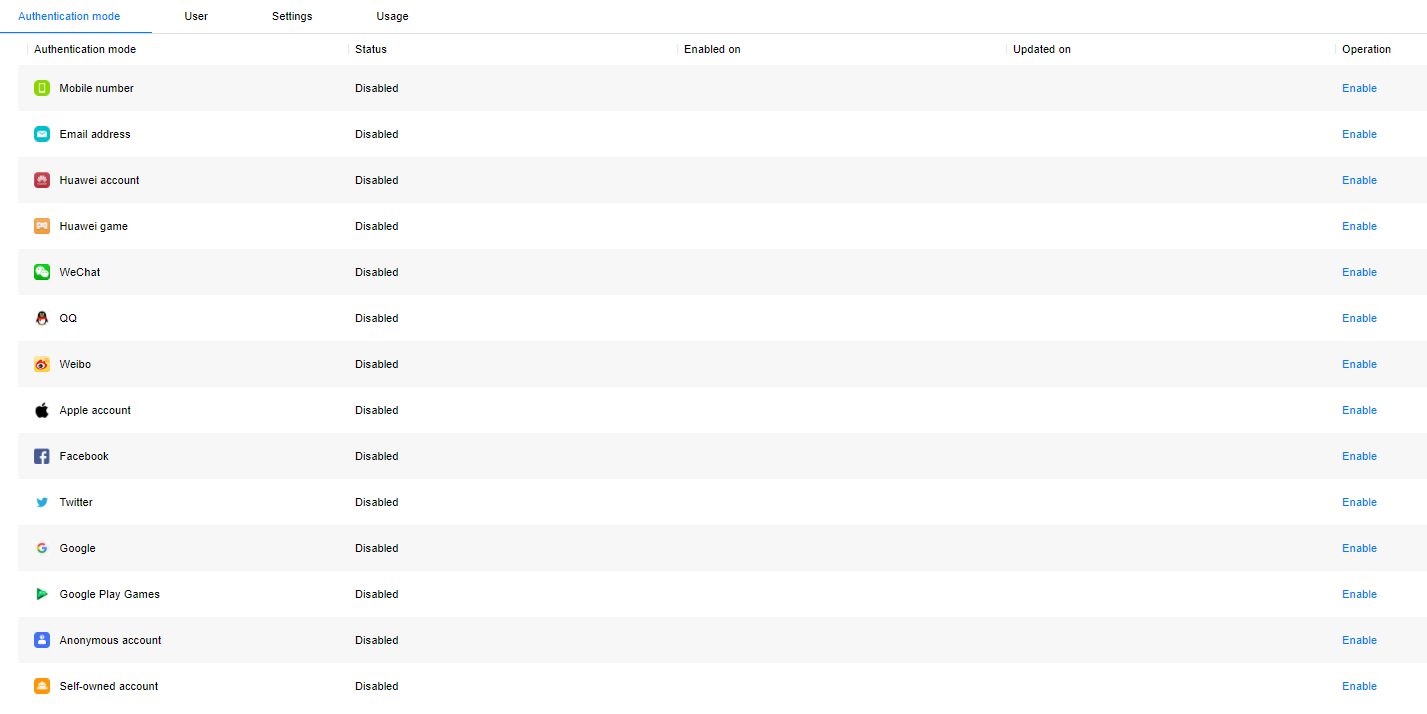 Authentication mode User Settings Usage
Authentication mode Status Enabled on Updated on Operation
Mobile number Disabled Enable
Email address Disabled Enable
Huawei account Disabled Enable
Huawei game Disabled Enable
WeChat Disabled Enable
QQ Disabled Enable
Weibo Disabled Enable
Apple account Disabled Enable
Facebook Disabled Enable
Twitter Disabled Enable
Google Disabled Enable
Google Play Games Disabled Enable
Anonymous account Disabled Enable
Self-owned account Disabled Enable